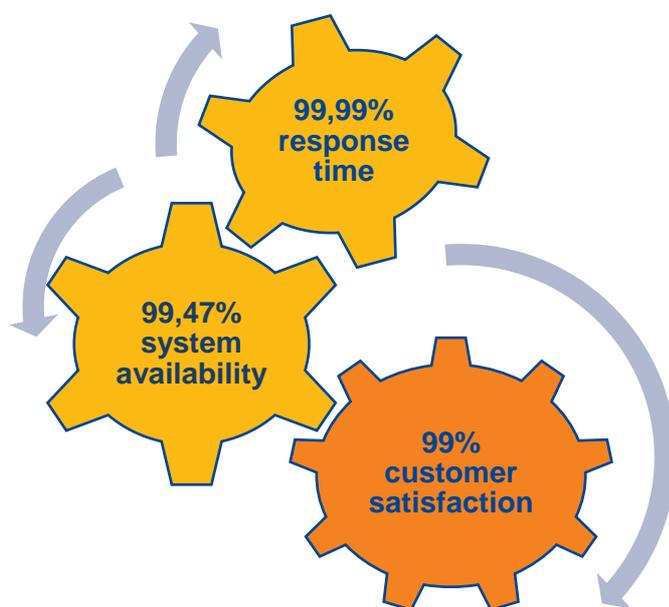 99,99%
response
time
99,47%
system
availability
99%
customer
satisfaction